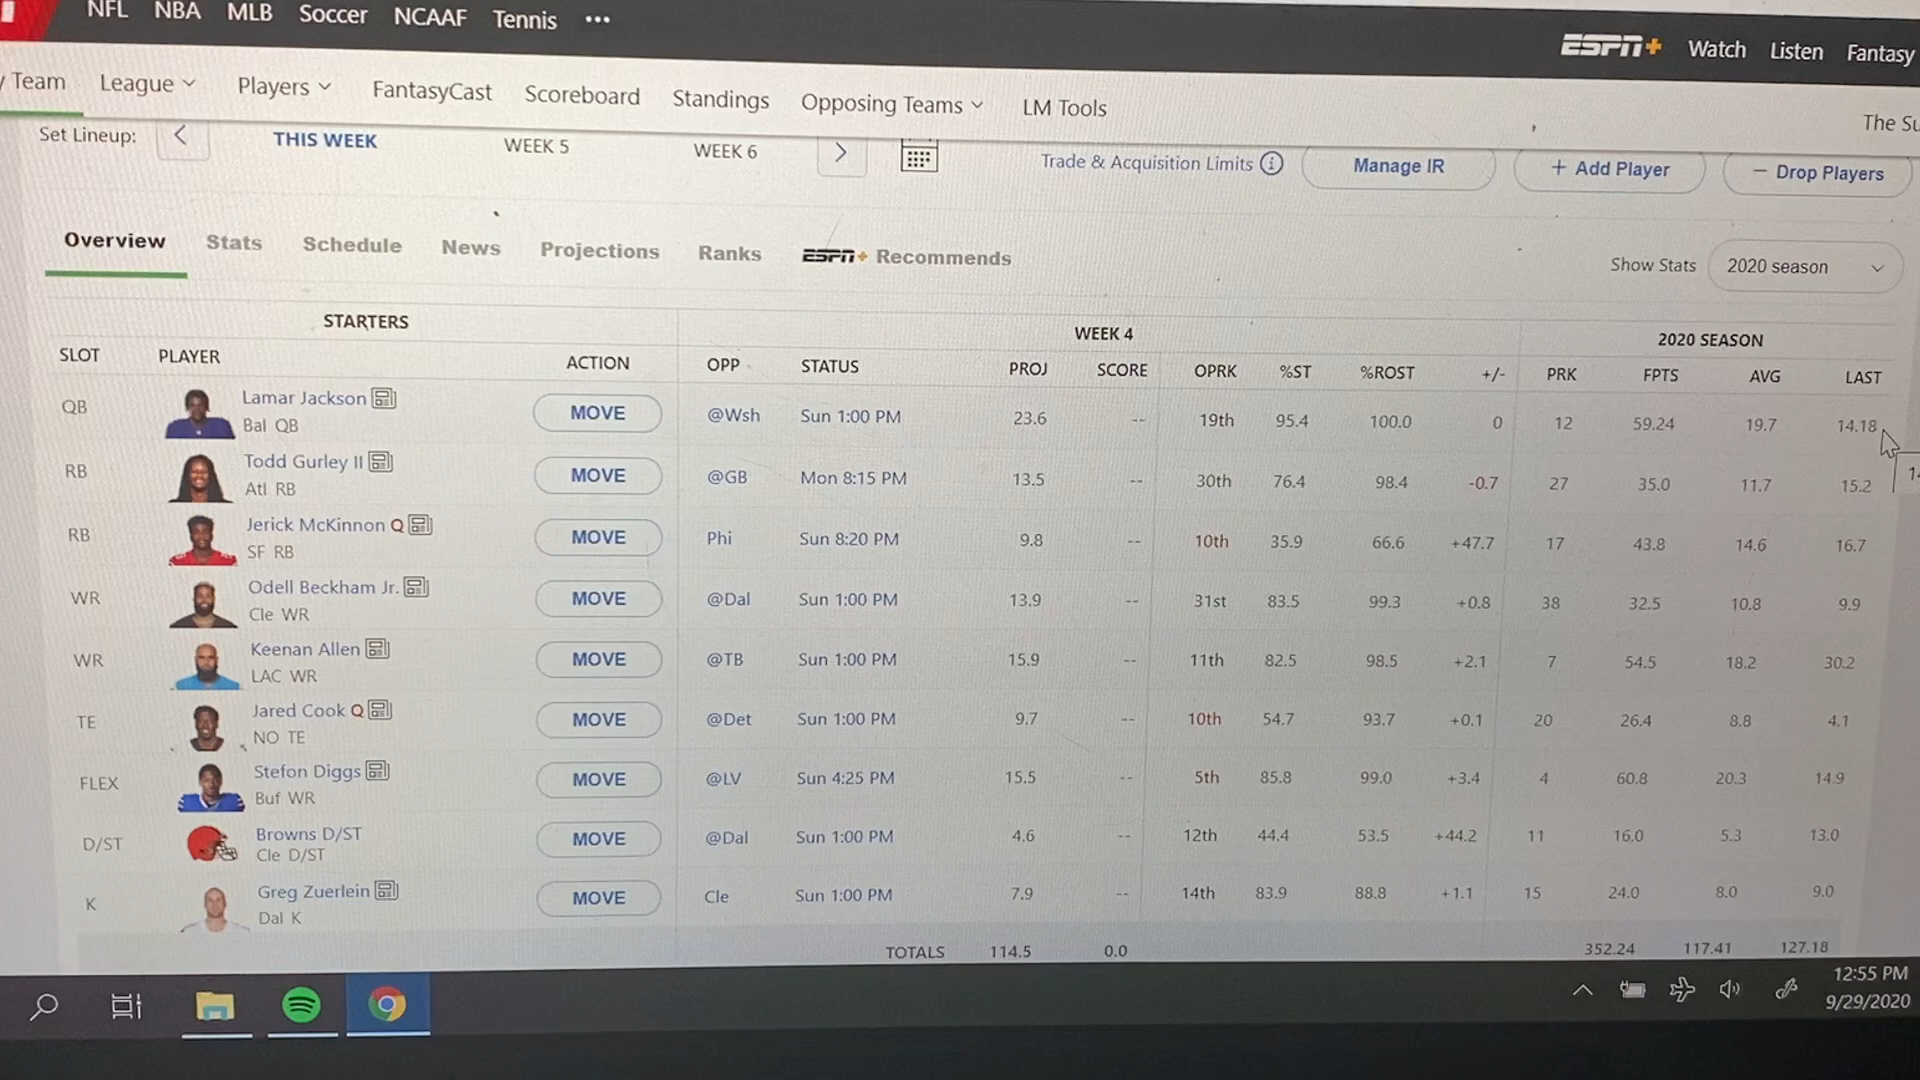 NFL NBA MLB Soccer NCAAF Tennis •••
ESPN+ Watch Listen Fantasy
Team League Players FantasyCast Scoreboard Standings Opposing Teams LM Tools
The Su
Set Lineup: < THIS WEEK WEEK 5 WEEK 6 > Trade & Acquisition Limits i Manage IR + Add Player − Drop Players
Overview Stats Schedule News Projections Ranks ESPN+ Recommends
Show Stats 2020 season
STARTERS WEEK 4 2020 SEASON
SLOT PLAYER ACTION OPP STATUS PROJ SCORE OPRK %ST %ROST +/- PRK FPTS AVG LAST
QB Lamar Jackson MOVE @Wsh Sun 1:00 PM 23.6 -- 19th 95.4 100.0 0 12 59.24 19.7 14.18
Bal QB
RB Todd Gurley II MOVE @GB Mon 8:15 PM 13.5 -- 30th 76.4 98.4 -0.7 27 35.0 11.7 15.2
Atl RB
RB Jerick McKinnon Q MOVE Phi Sun 8:20 PM 9.8 -- 10th 35.9 66.6 +47.7 17 43.8 14.6 16.7
SF RB
WR Odell Beckham Jr. MOVE @Dal Sun 1:00 PM 13.9 -- 31st 83.5 99.3 +0.8 38 32.5 10.8 9.9
Cle WR
WR Keenan Allen MOVE @TB Sun 1:00 PM 15.9 -- 11th 82.5 98.5 +2.1 7 54.5 18.2 30.2
LAC WR
TE Jared Cook Q MOVE @Det Sun 1:00 PM 9.7 -- 10th 54.7 93.7 +0.1 20 26.4 8.8 4.1
NO TE
FLEX Stefon Diggs MOVE @LV Sun 4:25 PM 15.5 -- 5th 85.8 99.0 +3.4 4 60.8 20.3 14.9
Buf WR
D/ST Browns D/ST MOVE @Dal Sun 1:00 PM 4.6 -- 12th 44.4 53.5 +44.2 11 16.0 5.3 13.0
Cle D/ST
K Greg Zuerlein MOVE Cle Sun 1:00 PM 7.9 -- 14th 83.9 88.8 +1.1 15 24.0 8.0 9.0
Dal K
TOTALS 114.5 0.0 352.24 117.41 127.18
12:55 PM
9/29/2020